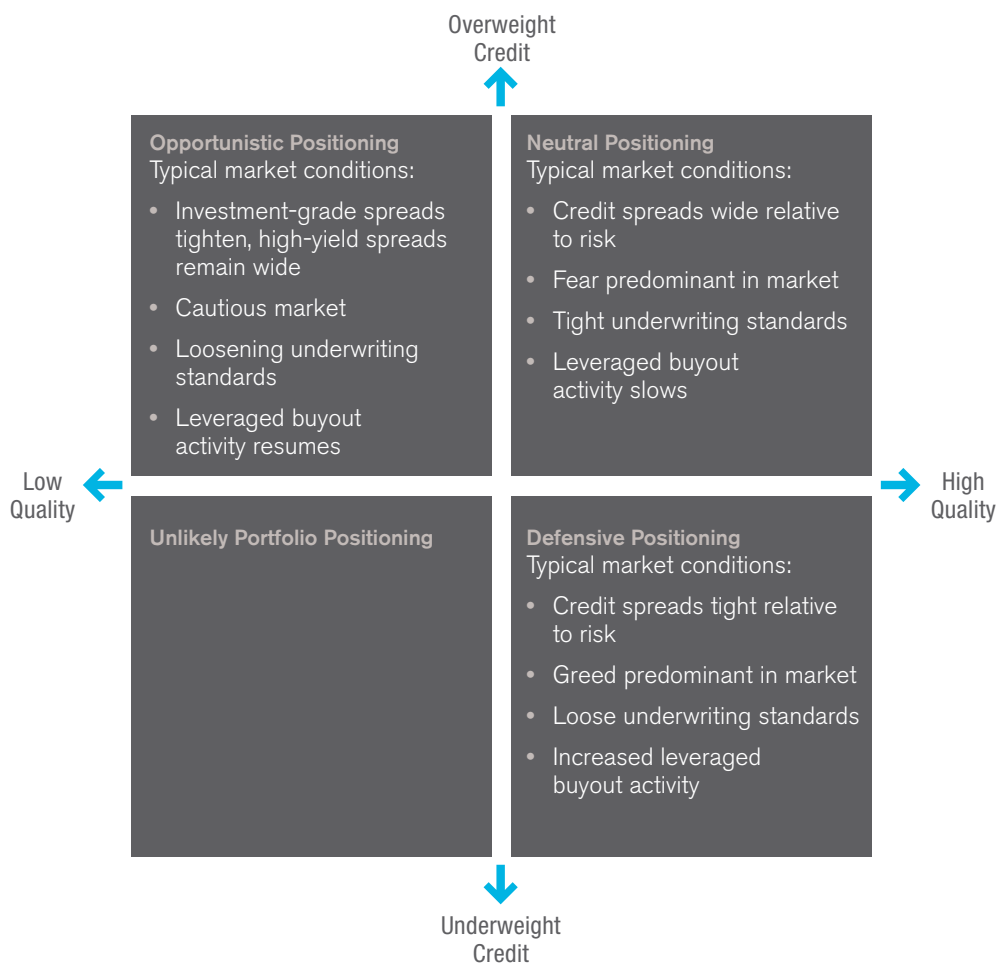 Overweight
Credit
Opportunistic Positioning
Typical market conditions:
• Investment-grade spreads
tighten, high-yield spreads
remain wide
• Cautious market
• Loosening underwriting
standards
• Leveraged buyout
activity resumes
Neutral Positioning
Typical market conditions:
• Credit spreads wide relative
to risk
• Fear predominant in market
• Tight underwriting standards
• Leveraged buyout
activity slows
Low
Quality
High
Quality
Unlikely Portfolio Positioning
Defensive Positioning
Typical market conditions:
• Credit spreads tight relative
to risk
• Greed predominant in market
• Loose underwriting standards
• Increased leveraged
buyout activity
Underweight
Credit